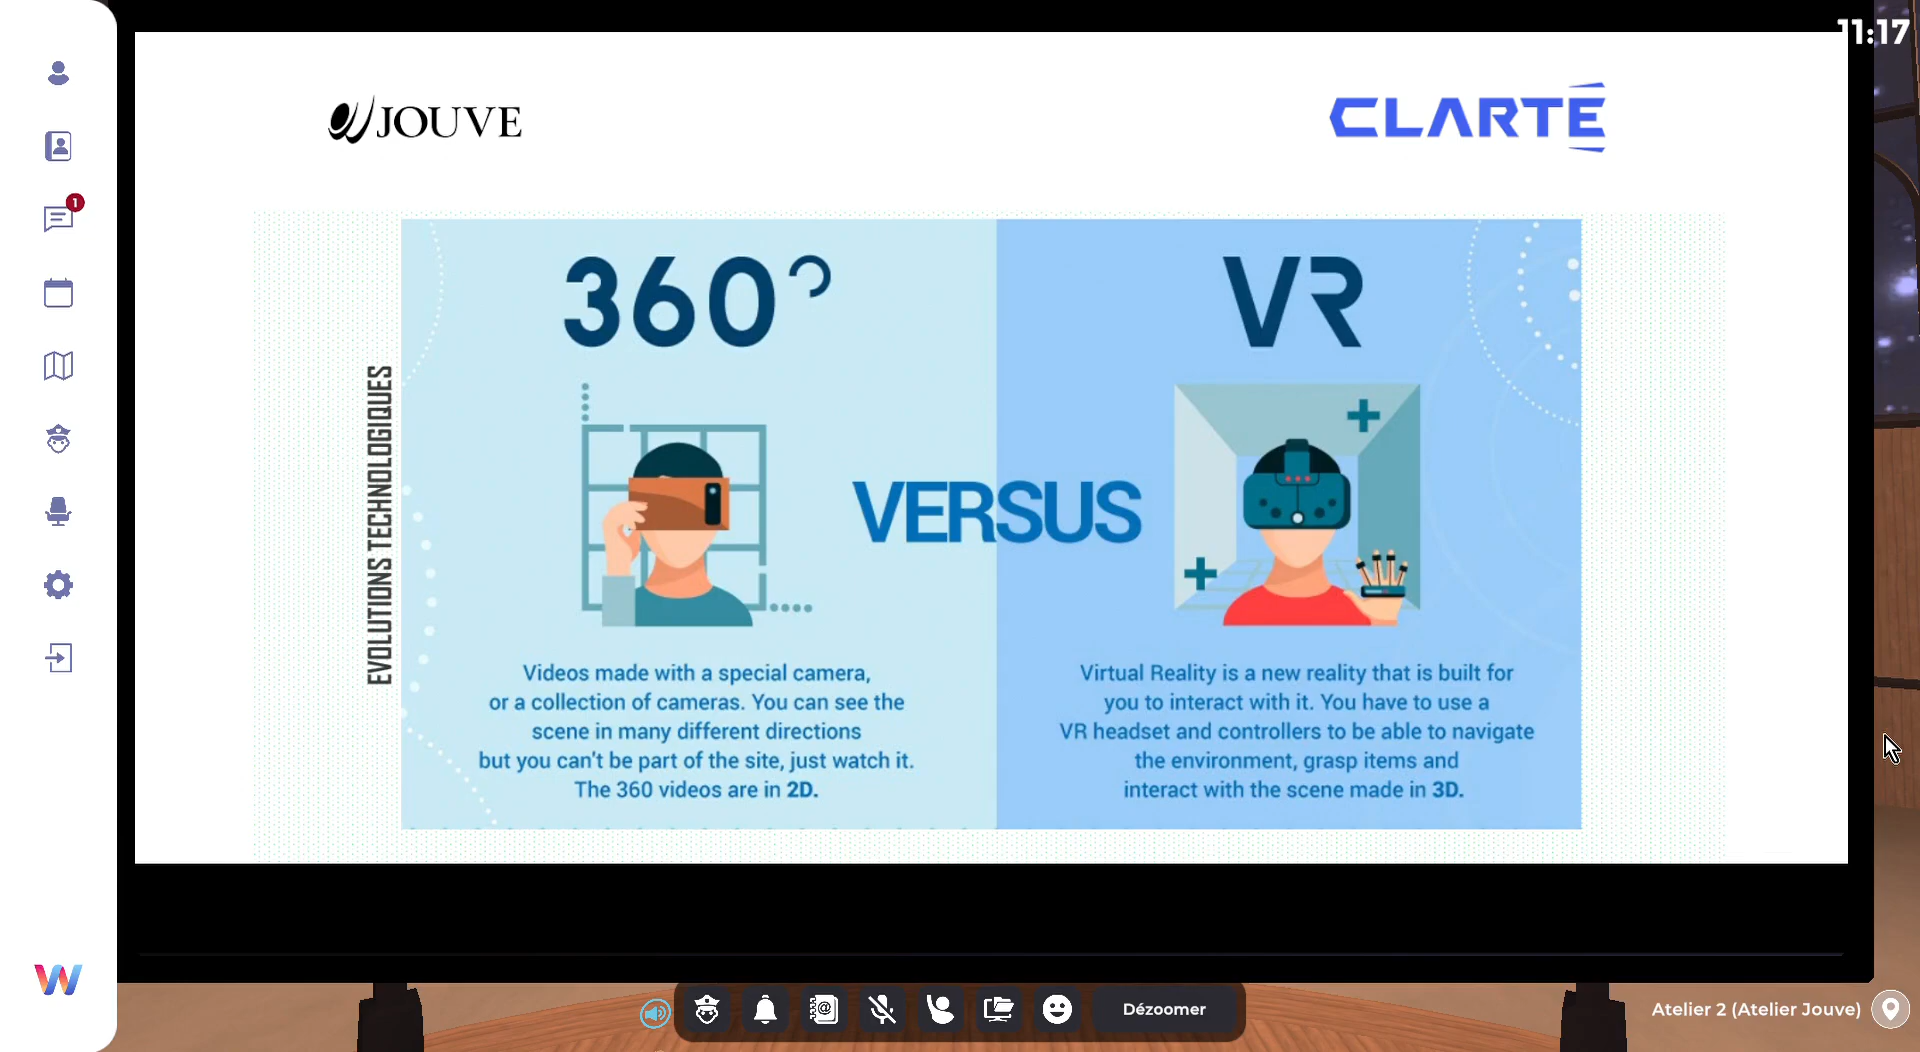 11:17
JOUVE
CLARTÉ
1
EVOLUTIONS TECHNOLOGIQUES
360°
VR
VERSUS
Videos made with a special camera,
or a collection of cameras. You can see the
scene in many different directions
but you can't be part of the site, just watch it.
The 360 videos are in 2D.
Virtual Reality is a new reality that is built for
you to interact with it. You have to use a
VR headset and controllers to be able to navigate
the environment, grasp items and
interact with the scene made in 3D.
W
Dézoomer
Atelier 2 (Atelier Jouve)